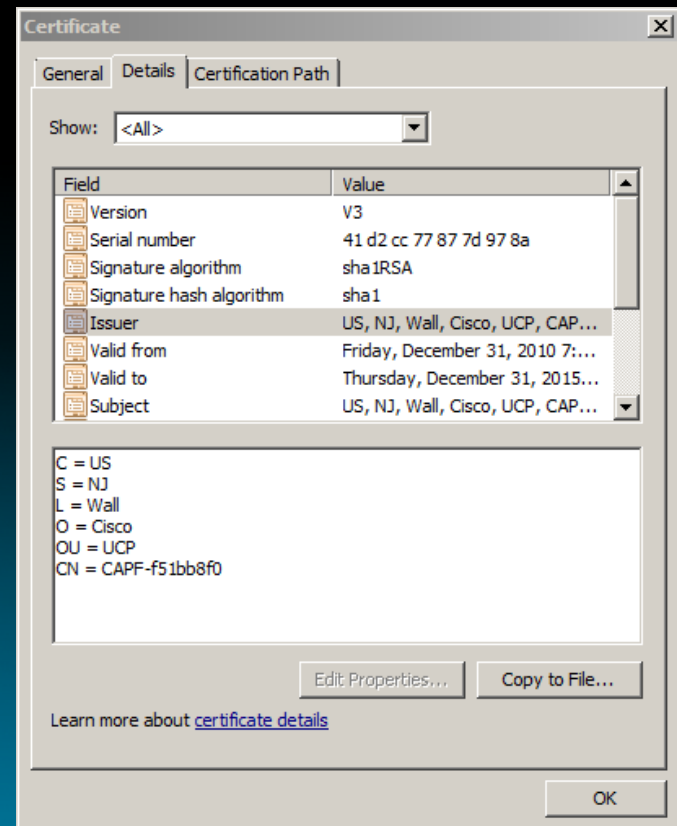 Certificate
General Details Certification Path
Show: <All>
Field Value
Version V3
Serial number 41 d2 cc 77 87 7d 97 8a
Signature algorithm sha1RSA
Signature hash algorithm sha1
Issuer US, NJ, Wall, Cisco, UCP, CAP...
Valid from Friday, December 31, 2010 7:...
Valid to Thursday, December 31, 2015...
Subject US, NJ, Wall, Cisco, UCP, CAP...
C = US
S = NJ
L = Wall
O = Cisco
OU = UCP
CN = CAPF-f51bb8f0
Edit Properties... Copy to File...
Learn more about certificate details
OK